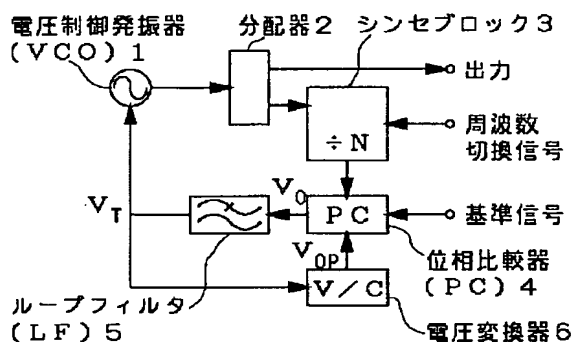 電圧制御発振器
(VCO)1
分配器2
シンセブロック3
出力
÷N
周波数
切換信号
VT
VO
PC
基準信号
VOP
位相比較器
(PC)4
V/C
ループフィルタ
(LF)5
電圧変換器6